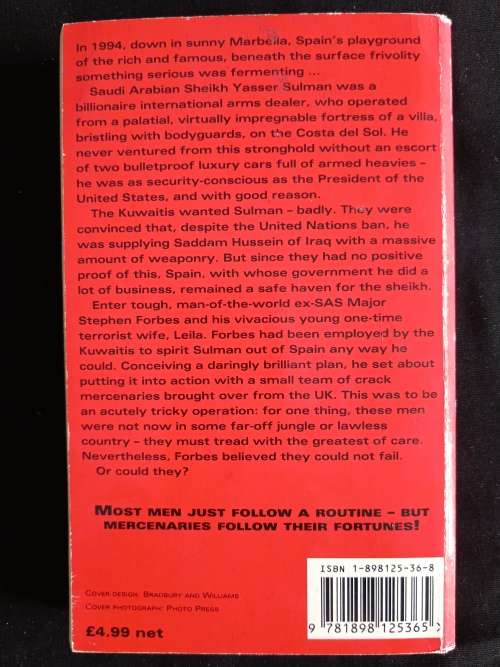 In 1994, down in sunny Marbella, Spain's playground
of the rich and famous, beneath the surface frivolity
something serious was fermenting ...
Saudi Arabian Sheikh Yasser Sulman was a
billionaire international arms dealer, who operated
from a palatial, virtually impregnable fortress of a villa,
bristling with bodyguards, on the Costa del Sol. He
never ventured from this stronghold without an escort
of two bulletproof luxury cars full of armed heavies –
he was as security-conscious as the President of the
United States, and with good reason.
The Kuwaitis wanted Sulman – badly. They were
convinced that, despite the United Nations ban, he
was supplying Saddam Hussein of Iraq with a massive
amount of weaponry. But since they had no positive
proof of this, Spain, with whose government he did a
lot of business, remained a safe haven for the sheikh.
Enter tough, man-of-the-world ex-SAS Major
Stephen Forbes and his vivacious young one-time
terrorist wife, Leila. Forbes had been employed by the
Kuwaitis to spirit Sulman out of Spain any way he
could. Conceiving a daringly brilliant plan, he set about
putting it into action with a small team of crack
mercenaries brought over from the UK. This was to be
an acutely tricky operation: for one thing, these men
were not now in some far-off jungle or lawless
country – they must tread with the greatest of care.
Nevertheless, Forbes believed they could not fail.
Or could they?
MOST MEN JUST FOLLOW A ROUTINE – BUT
MERCENARIES FOLLOW THEIR FORTUNES!
ISBN 1-898125-36-8
COVER DESIGN: BRADBURY AND WILLIAMS
COVER PHOTOGRAPH: PHOTO PRESS
£4.99 net
9 781898 125365 >